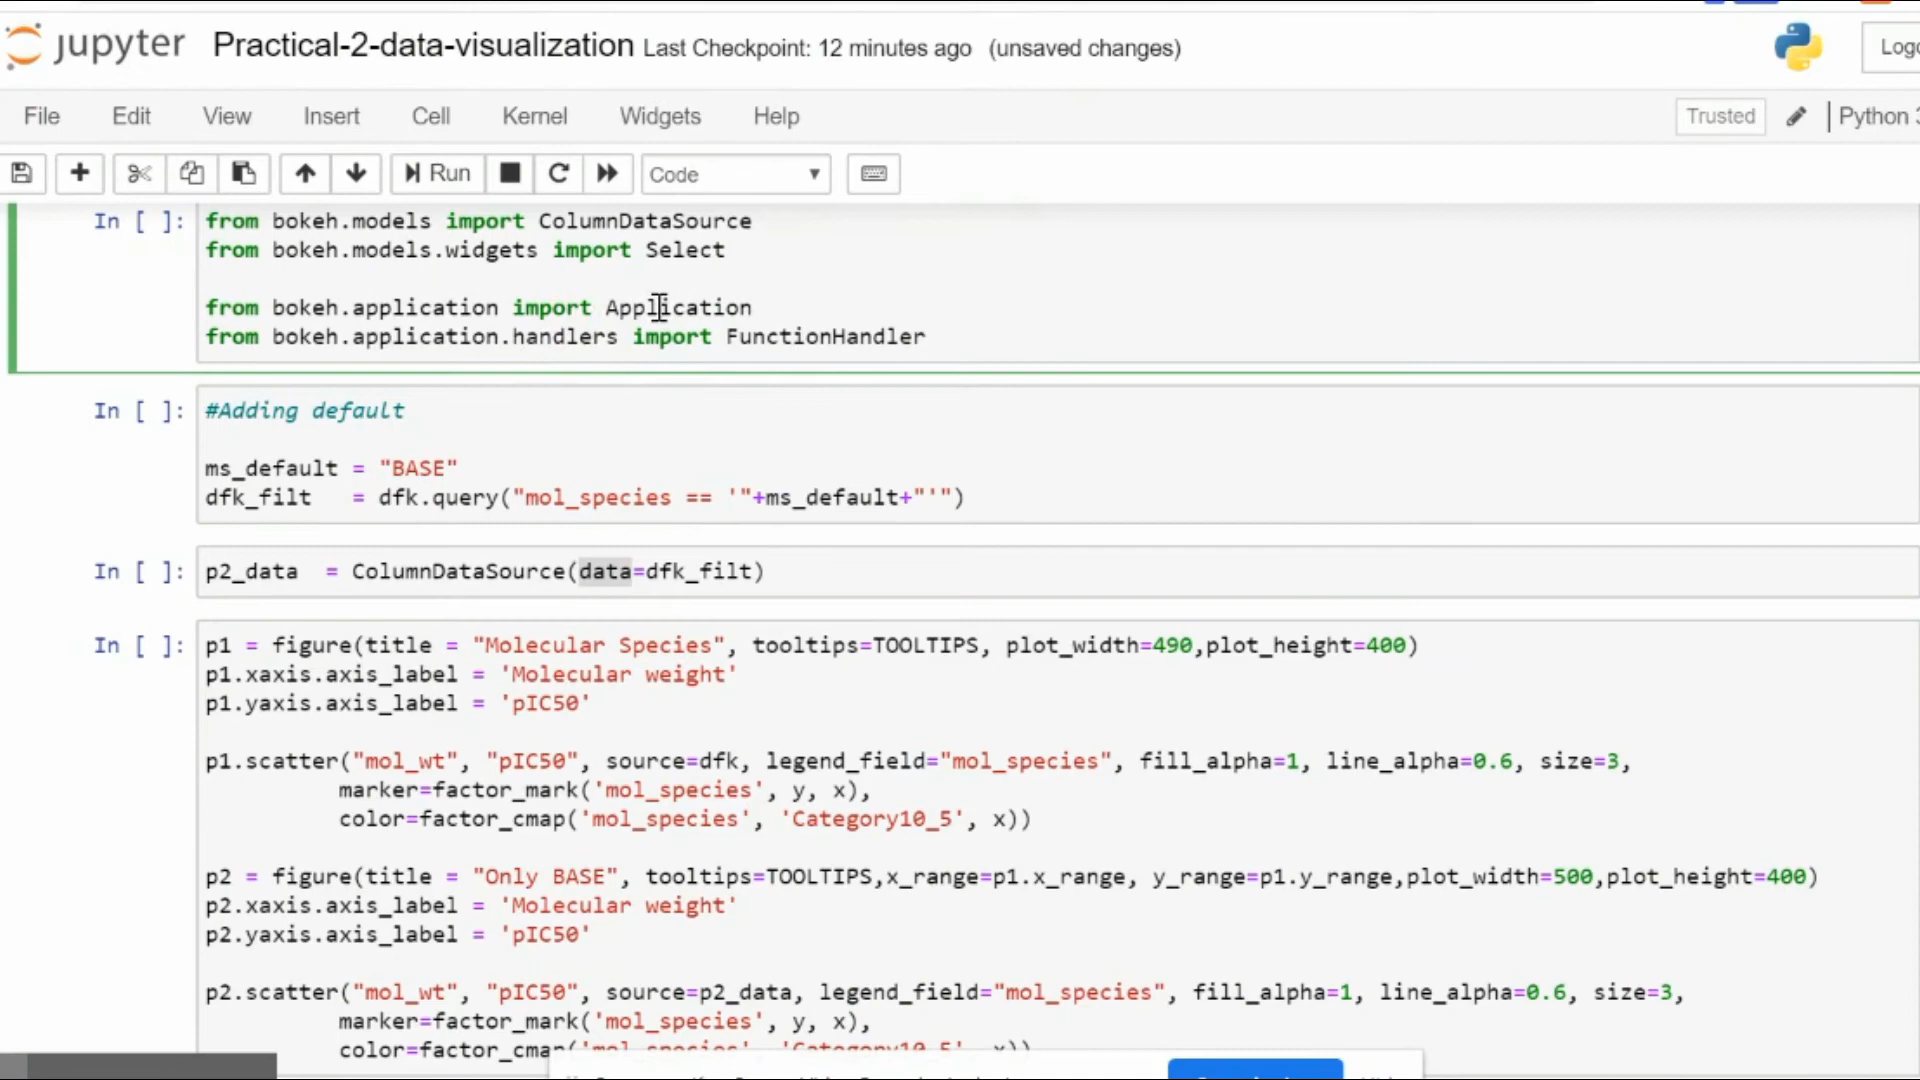 jupyter Practical-2-data-visualization Last Checkpoint: 12 minutes ago (unsaved changes)
File Edit View Insert Cell Kernel Widgets Help Trusted Python 3
Run Code
In [ ]: from bokeh.models import ColumnDataSource
from bokeh.models.widgets import Select
from bokeh.application import Application
from bokeh.application.handlers import FunctionHandler
In [ ]: #Adding default
ms_default = "BASE"
dfk_filt = dfk.query("mol_species == '"+ms_default+"'")
In [ ]: p2_data = ColumnDataSource(data=dfk_filt)
In [ ]: p1 = figure(title = "Molecular Species", tooltips=TOOLTIPS, plot_width=490,plot_height=400)
p1.xaxis.axis_label = 'Molecular weight'
p1.yaxis.axis_label = 'pIC50'
p1.scatter("mol_wt", "pIC50", source=dfk, legend_field="mol_species", fill_alpha=1, line_alpha=0.6, size=3,
marker=factor_mark('mol_species', y, x),
color=factor_cmap('mol_species', 'Category10_5', x))
p2 = figure(title = "Only BASE", tooltips=TOOLTIPS,x_range=p1.x_range, y_range=p1.y_range,plot_width=500,plot_height=400)
p2.xaxis.axis_label = 'Molecular weight'
p2.yaxis.axis_label = 'pIC50'
p2.scatter("mol_wt", "pIC50", source=p2_data, legend_field="mol_species", fill_alpha=1, line_alpha=0.6, size=3,
marker=factor_mark('mol_species', y, x),
color=factor_cmap('mol_species', 'Category10_5', x))